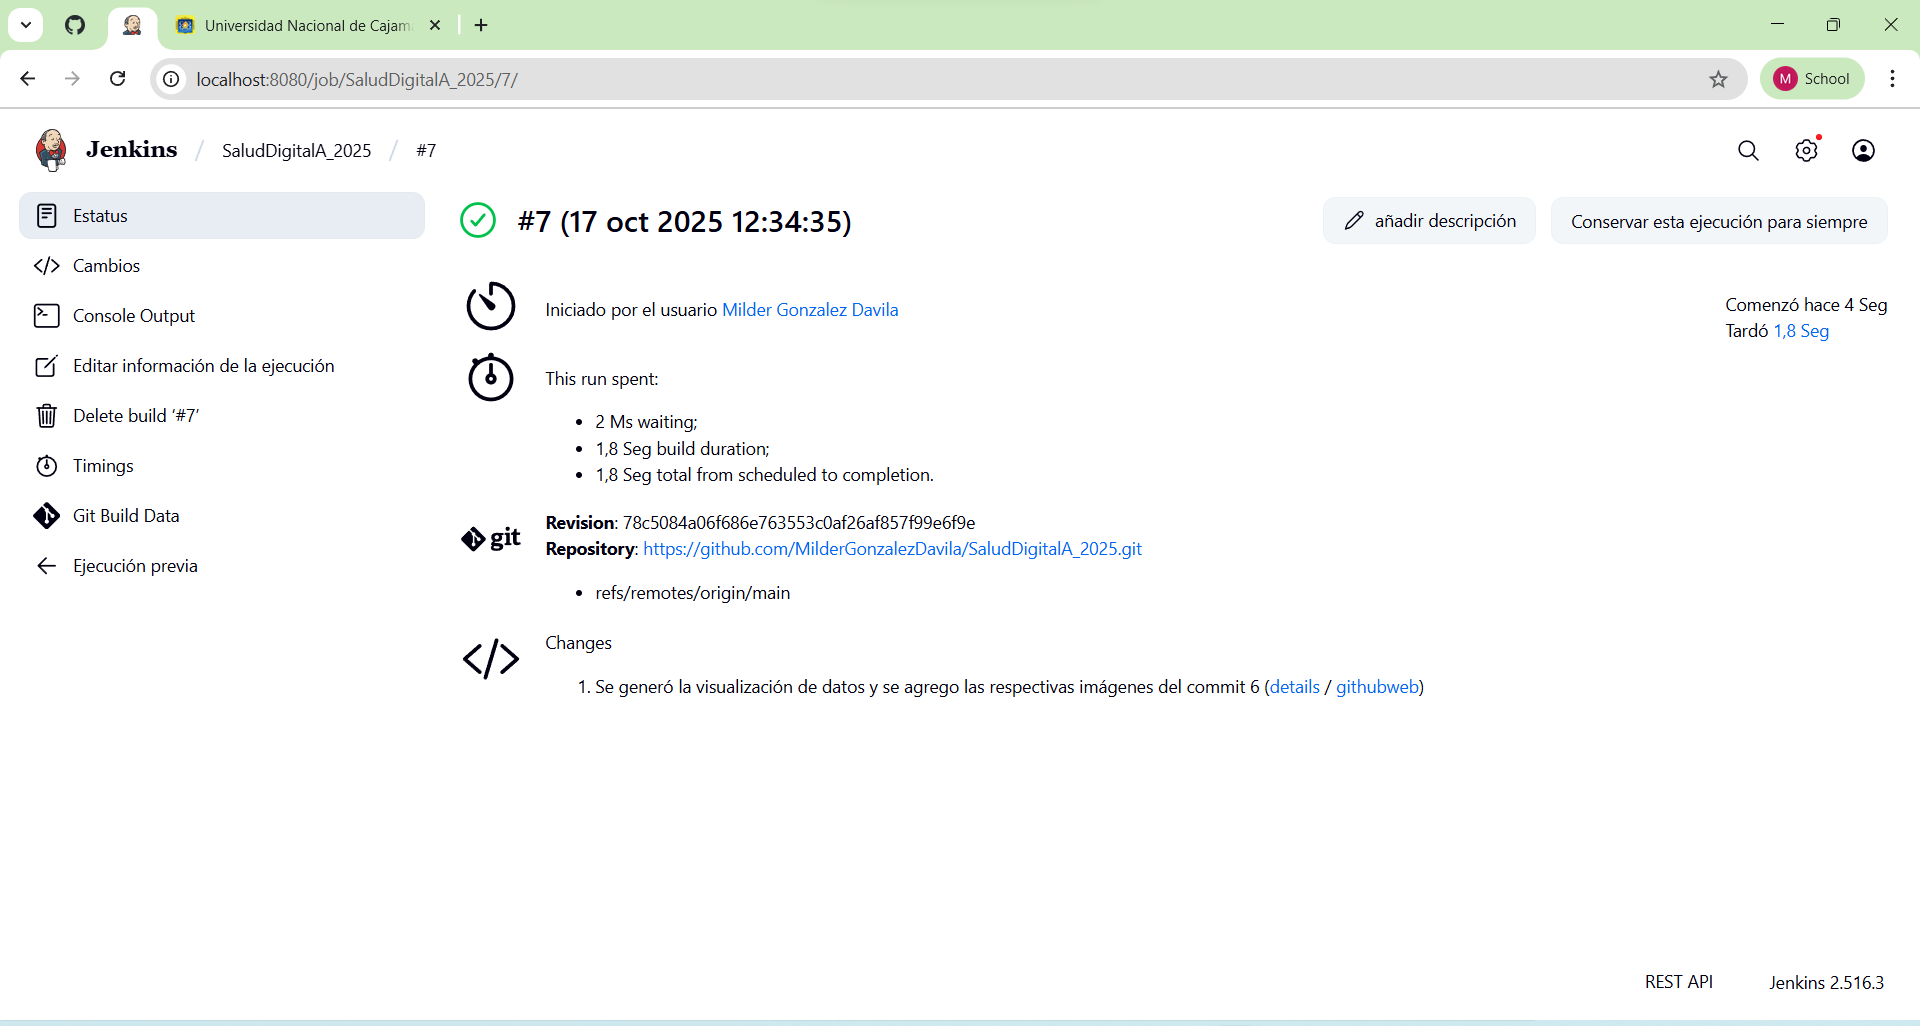 Universidad Nacional de Cajam
localhost:8080/job/SaludDigitalA_2025/7/
M School
Jenkins / SaludDigitalA_2025 / #7
Estatus
Cambios
Console Output
Editar información de la ejecución
Delete build ‘#7’
Timings
Git Build Data
Ejecución previa
#7 (17 oct 2025 12:34:35)
añadir descripción
Conservar esta ejecución para siempre
Iniciado por el usuario Milder Gonzalez Davila
Comenzó hace 4 Seg
Tardó 1,8 Seg
This run spent:
• 2 Ms waiting;
• 1,8 Seg build duration;
• 1,8 Seg total from scheduled to completion.
git
Revision: 78c5084a06f686e763553c0af26af857f99e6f9e
Repository: https://github.com/MilderGonzalezDavila/SaludDigitalA_2025.git
• refs/remotes/origin/main
Changes
1. Se generó la visualización de datos y se agrego las respectivas imágenes del commit 6 (details / githubweb)
REST API
Jenkins 2.516.3